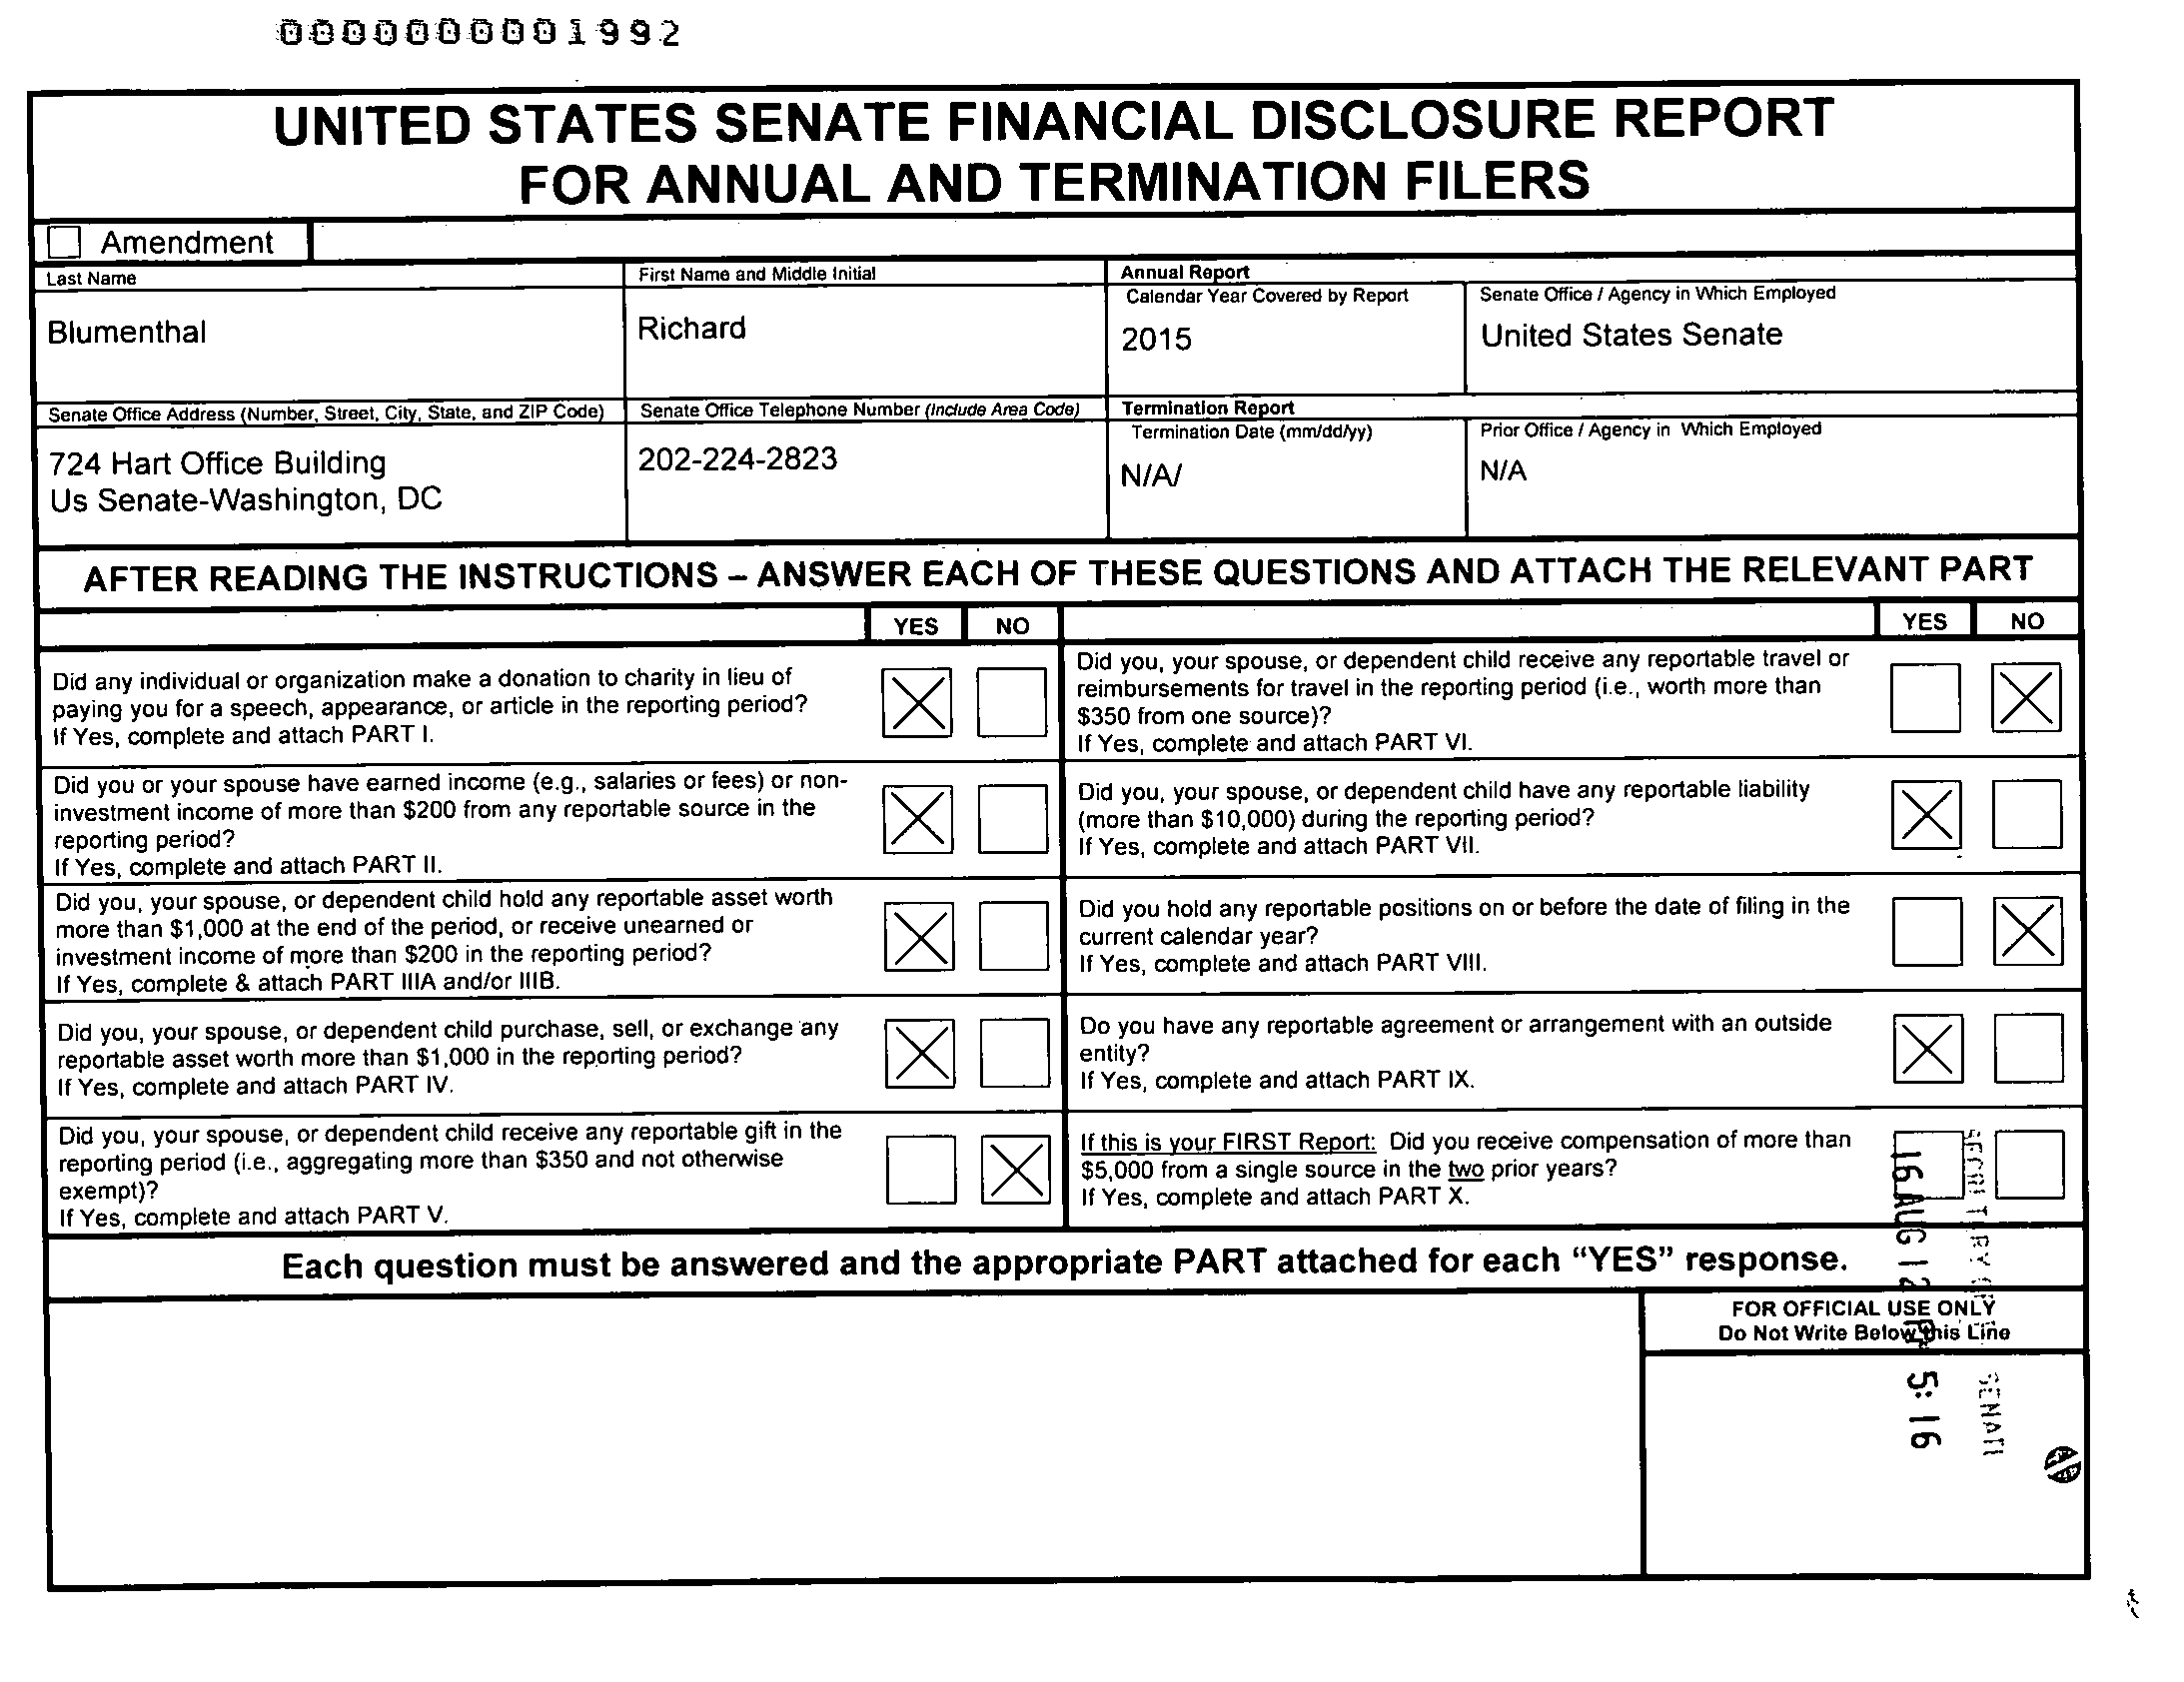 0000000001992
UNITED STATES SENATE FINANCIAL DISCLOSURE REPORT
FOR ANNUAL AND TERMINATION FILERS
Amendment
Last Name
First Name and Middle Initial
Annual Report
Calendar Year Covered by Report
Senate Office / Agency in Which Employed
Blumenthal
Richard
2015
United States Senate
Senate Office Address (Number, Street, City, State, and ZIP Code)
Senate Office Telephone Number (Include Area Code)
Termination Report
Termination Date (mm/dd/yy)
Prior Office / Agency in Which Employed
724 Hart Office Building
Us Senate-Washington, DC
202-224-2823
N/A/
N/A
AFTER READING THE INSTRUCTIONS – ANSWER EACH OF THESE QUESTIONS AND ATTACH THE RELEVANT PART
YES NO
YES NO
Did any individual or organization make a donation to charity in lieu of
paying you for a speech, appearance, or article in the reporting period?
If Yes, complete and attach PART I.
Did you, your spouse, or dependent child receive any reportable travel or
reimbursements for travel in the reporting period (i.e., worth more than
$350 from one source)?
If Yes, complete and attach PART VI.
Did you or your spouse have earned income (e.g., salaries or fees) or non-
investment income of more than $200 from any reportable source in the
reporting period?
If Yes, complete and attach PART II.
Did you, your spouse, or dependent child have any reportable liability
(more than $10,000) during the reporting period?
If Yes, complete and attach PART VII.
Did you, your spouse, or dependent child hold any reportable asset worth
more than $1,000 at the end of the period, or receive unearned or
investment income of more than $200 in the reporting period?
If Yes, complete & attach PART IIIA and/or IIIB.
Did you hold any reportable positions on or before the date of filing in the
current calendar year?
If Yes, complete and attach PART VIII.
Did you, your spouse, or dependent child purchase, sell, or exchange any
reportable asset worth more than $1,000 in the reporting period?
If Yes, complete and attach PART IV.
Do you have any reportable agreement or arrangement with an outside
entity?
If Yes, complete and attach PART IX.
Did you, your spouse, or dependent child receive any reportable gift in the
reporting period (i.e., aggregating more than $350 and not otherwise
exempt)?
If Yes, complete and attach PART V.
If this is your FIRST Report: Did you receive compensation of more than
$5,000 from a single source in the two prior years?
If Yes, complete and attach PART X.
Each question must be answered and the appropriate PART attached for each “YES” response.
FOR OFFICIAL USE ONLY
Do Not Write Below this Line
16 AUG 12 5:16